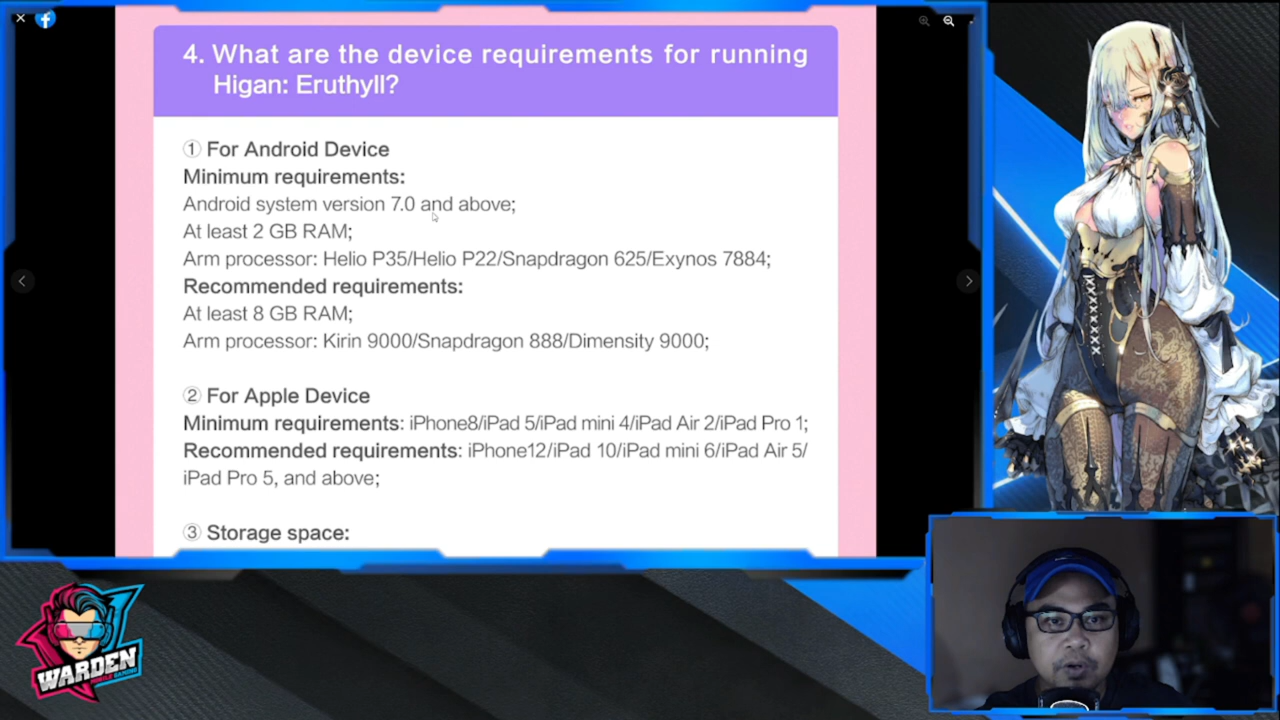 4. What are the device requirements for running
Higan: Eruthyll?
① For Android Device
Minimum requirements:
Android system version 7.0 and above;
At least 2 GB RAM;
Arm processor: Helio P35/Helio P22/Snapdragon 625/Exynos 7884;
Recommended requirements:
At least 8 GB RAM;
Arm processor: Kirin 9000/Snapdragon 888/Dimensity 9000;
② For Apple Device
Minimum requirements: iPhone8/iPad 5/iPad mini 4/iPad Air 2/iPad Pro 1;
Recommended requirements: iPhone12/iPad 10/iPad mini 6/iPad Air 5/
iPad Pro 5, and above;
③ Storage space:
WARDEN
MOBILE GAMING